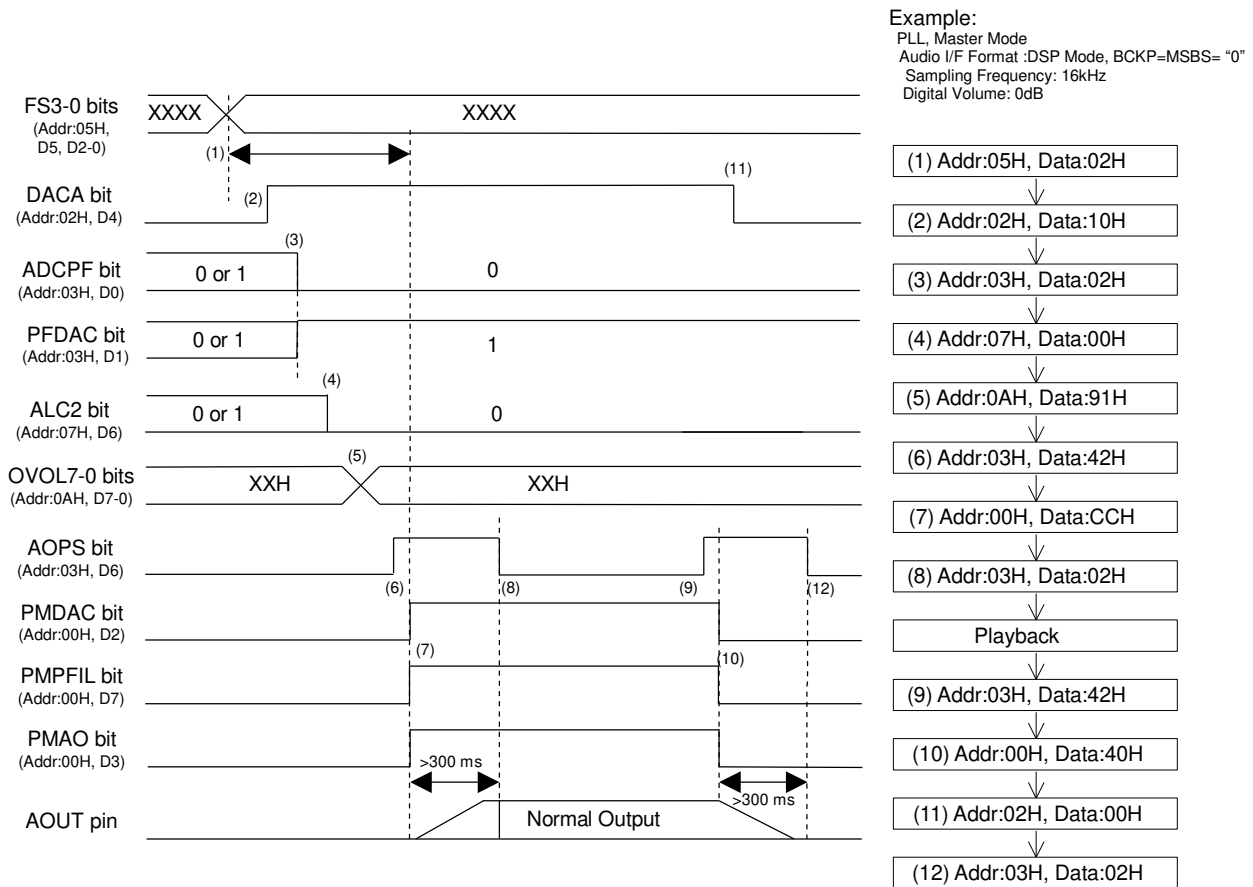 Example:
PLL, Master Mode
Audio I/F Format :DSP Mode, BCKP=MSBS= “0”
Sampling Frequency: 16kHz
Digital Volume: 0dB
FS3-0 bits
(Addr:05H,
D5, D2-0)
XXXX
XXXX
(1)
DACA bit
(Addr:02H, D4)
(2)
(11)
ADCPF bit
(Addr:03H, D0)
0 or 1
(3)
0
PFDAC bit
(Addr:03H, D1)
0 or 1
1
ALC2 bit
(Addr:07H, D6)
0 or 1
(4)
0
OVOL7-0 bits
(Addr:0AH, D7-0)
XXH
(5)
XXH
AOPS bit
(Addr:03H, D6)
(6)
(8)
(9)
(12)
PMDAC bit
(Addr:00H, D2)
(7)
(10)
PMPFIL bit
(Addr:00H, D7)
PMAO bit
(Addr:00H, D3)
>300 ms
>300 ms
AOUT pin
Normal Output
(1) Addr:05H, Data:02H
(2) Addr:02H, Data:10H
(3) Addr:03H, Data:02H
(4) Addr:07H, Data:00H
(5) Addr:0AH, Data:91H
(6) Addr:03H, Data:42H
(7) Addr:00H, Data:CCH
(8) Addr:03H, Data:02H
Playback
(9) Addr:03H, Data:42H
(10) Addr:00H, Data:40H
(11) Addr:02H, Data:00H
(12) Addr:03H, Data:02H